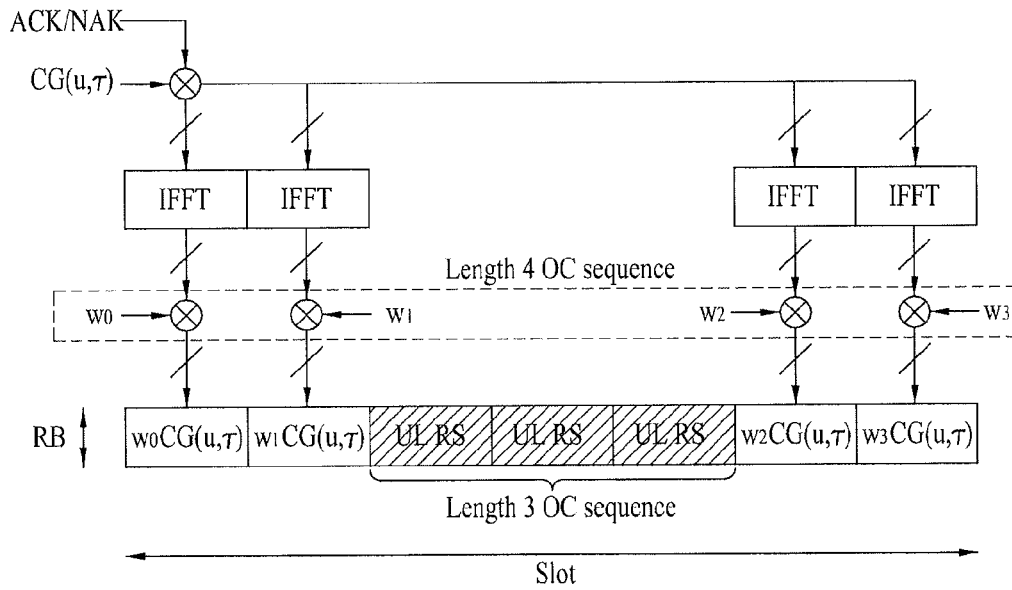 ACK/NAK
CG(u,τ)
IFFT
IFFT
IFFT
IFFT
Length 4 OC sequence
w0
w1
w2
w3
RB
w0CG(u,τ)
w1CG(u,τ)
UL RS
UL RS
UL RS
w2CG(u,τ)
w3CG(u,τ)
Length 3 OC sequence
Slot